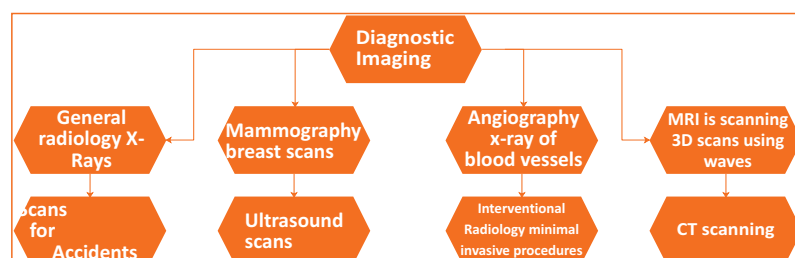 Diagnostic
Imaging
General
radiology X-
Rays
Mammography
breast scans
Angiography
x-ray of
blood vessels
MRI is scanning
3D scans using
waves
Scans
for
Accidents
Ultrasound
scans
Interventional
Radiology minimal
invasive procedures
CT scanning